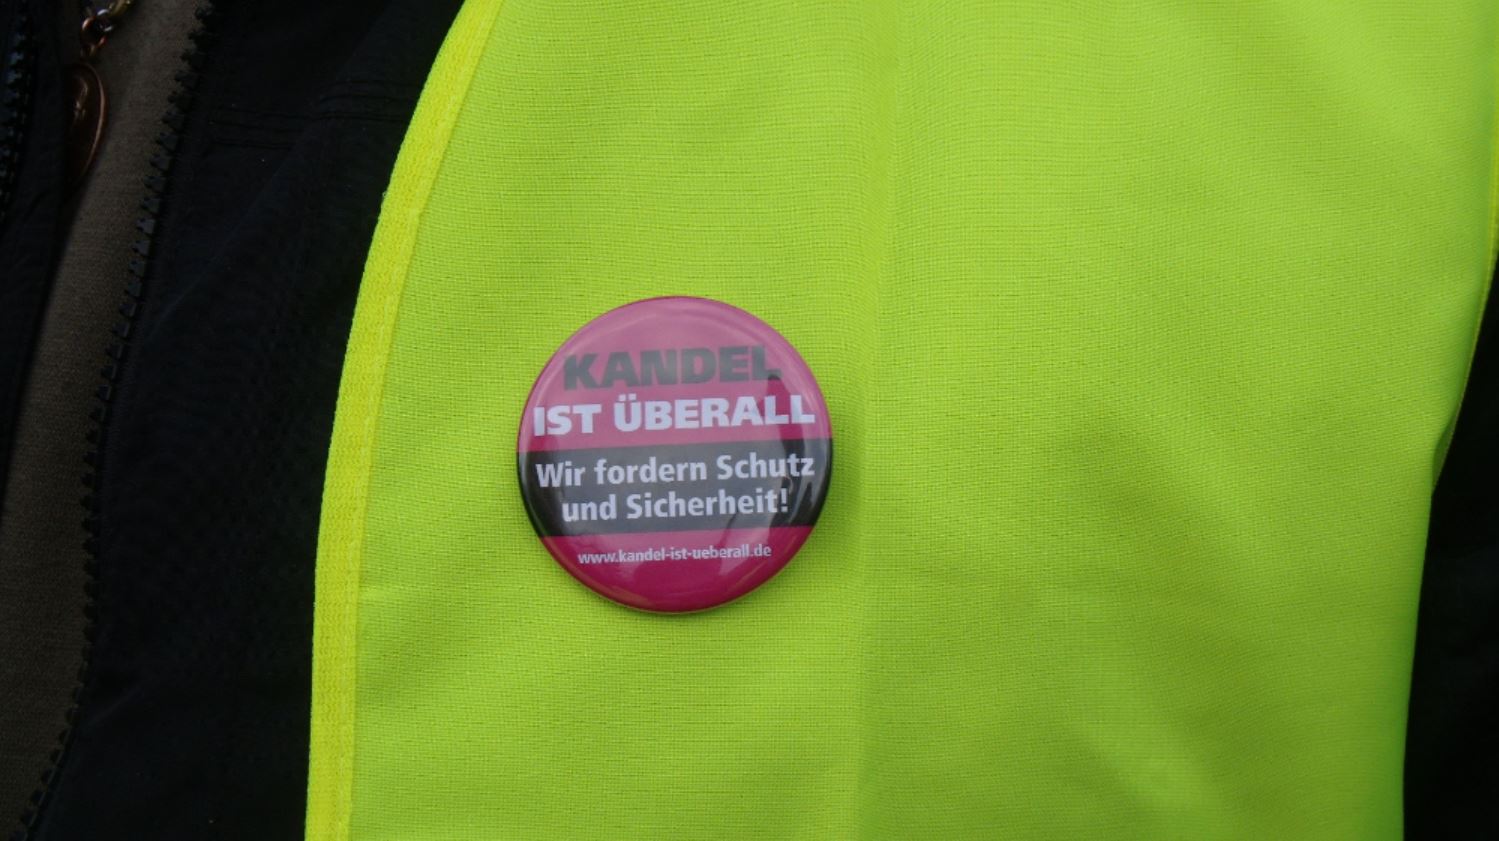 KANDEL
IST ÜBERALL
Wir fordern Schutz
und Sicherheit!
www.kandel-ist-ueberall.de